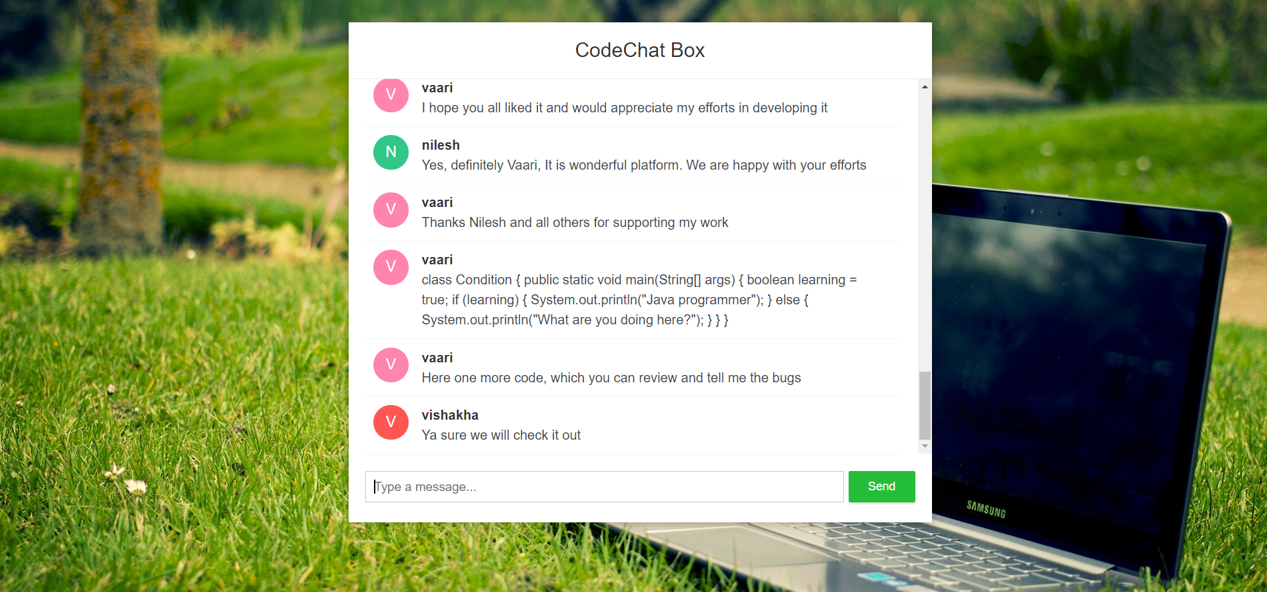 CodeChat Box
V
vaari
I hope you all liked it and would appreciate my efforts in developing it
N
nilesh
Yes, definitely Vaari, It is wonderful platform. We are happy with your efforts
V
vaari
Thanks Nilesh and all others for supporting my work
V
vaari
class Condition { public static void main(String[] args) { boolean learning =
true; if (learning) { System.out.println("Java programmer"); } else {
System.out.println("What are you doing here?"); } } }
V
vaari
Here one more code, which you can review and tell me the bugs
V
vishakha
Ya sure we will check it out
Type a message...
Send
SAMSUNG